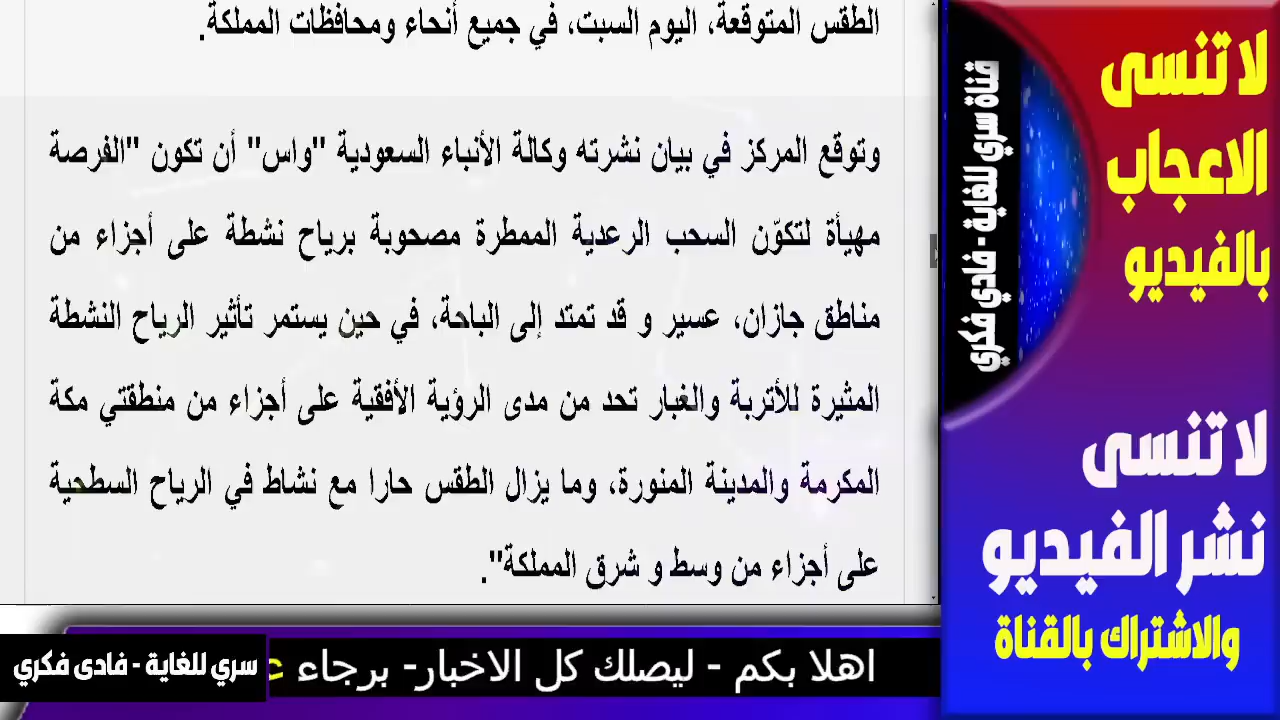 الطقس المتوقعة، اليوم السبت، في جميع أنحاء ومحافظات المملكة.
وتوقع المركز في بيان نشرته وكالة الأنباء السعودية "واس" أن تكون "الفرصة
مهيأة لتكوّن السحب الرعدية الممطرة مصحوبة برياح نشطة على أجزاء من
مناطق جازان، عسير و قد تمتد إلى الباحة، في حين يستمر تأثير الرياح النشطة
المثيرة للأتربة والغبار تحد من مدى الرؤية الأفقية على أجزاء من منطقتي مكة
المكرمة والمدينة المنورة، وما يزال الطقس حارا مع نشاط في الرياح السطحية
على أجزاء من وسط و شرق المملكة".
لا تنسى
الاعجاب
بالفيديو
قناة سري للغاية - فادي فكري
لا تنسى
نشر الفيديو
والاشتراك بالقناة
اهلا بكم - ليصلك كل الاخبار- برجاء
سري للغاية - فادى فكري